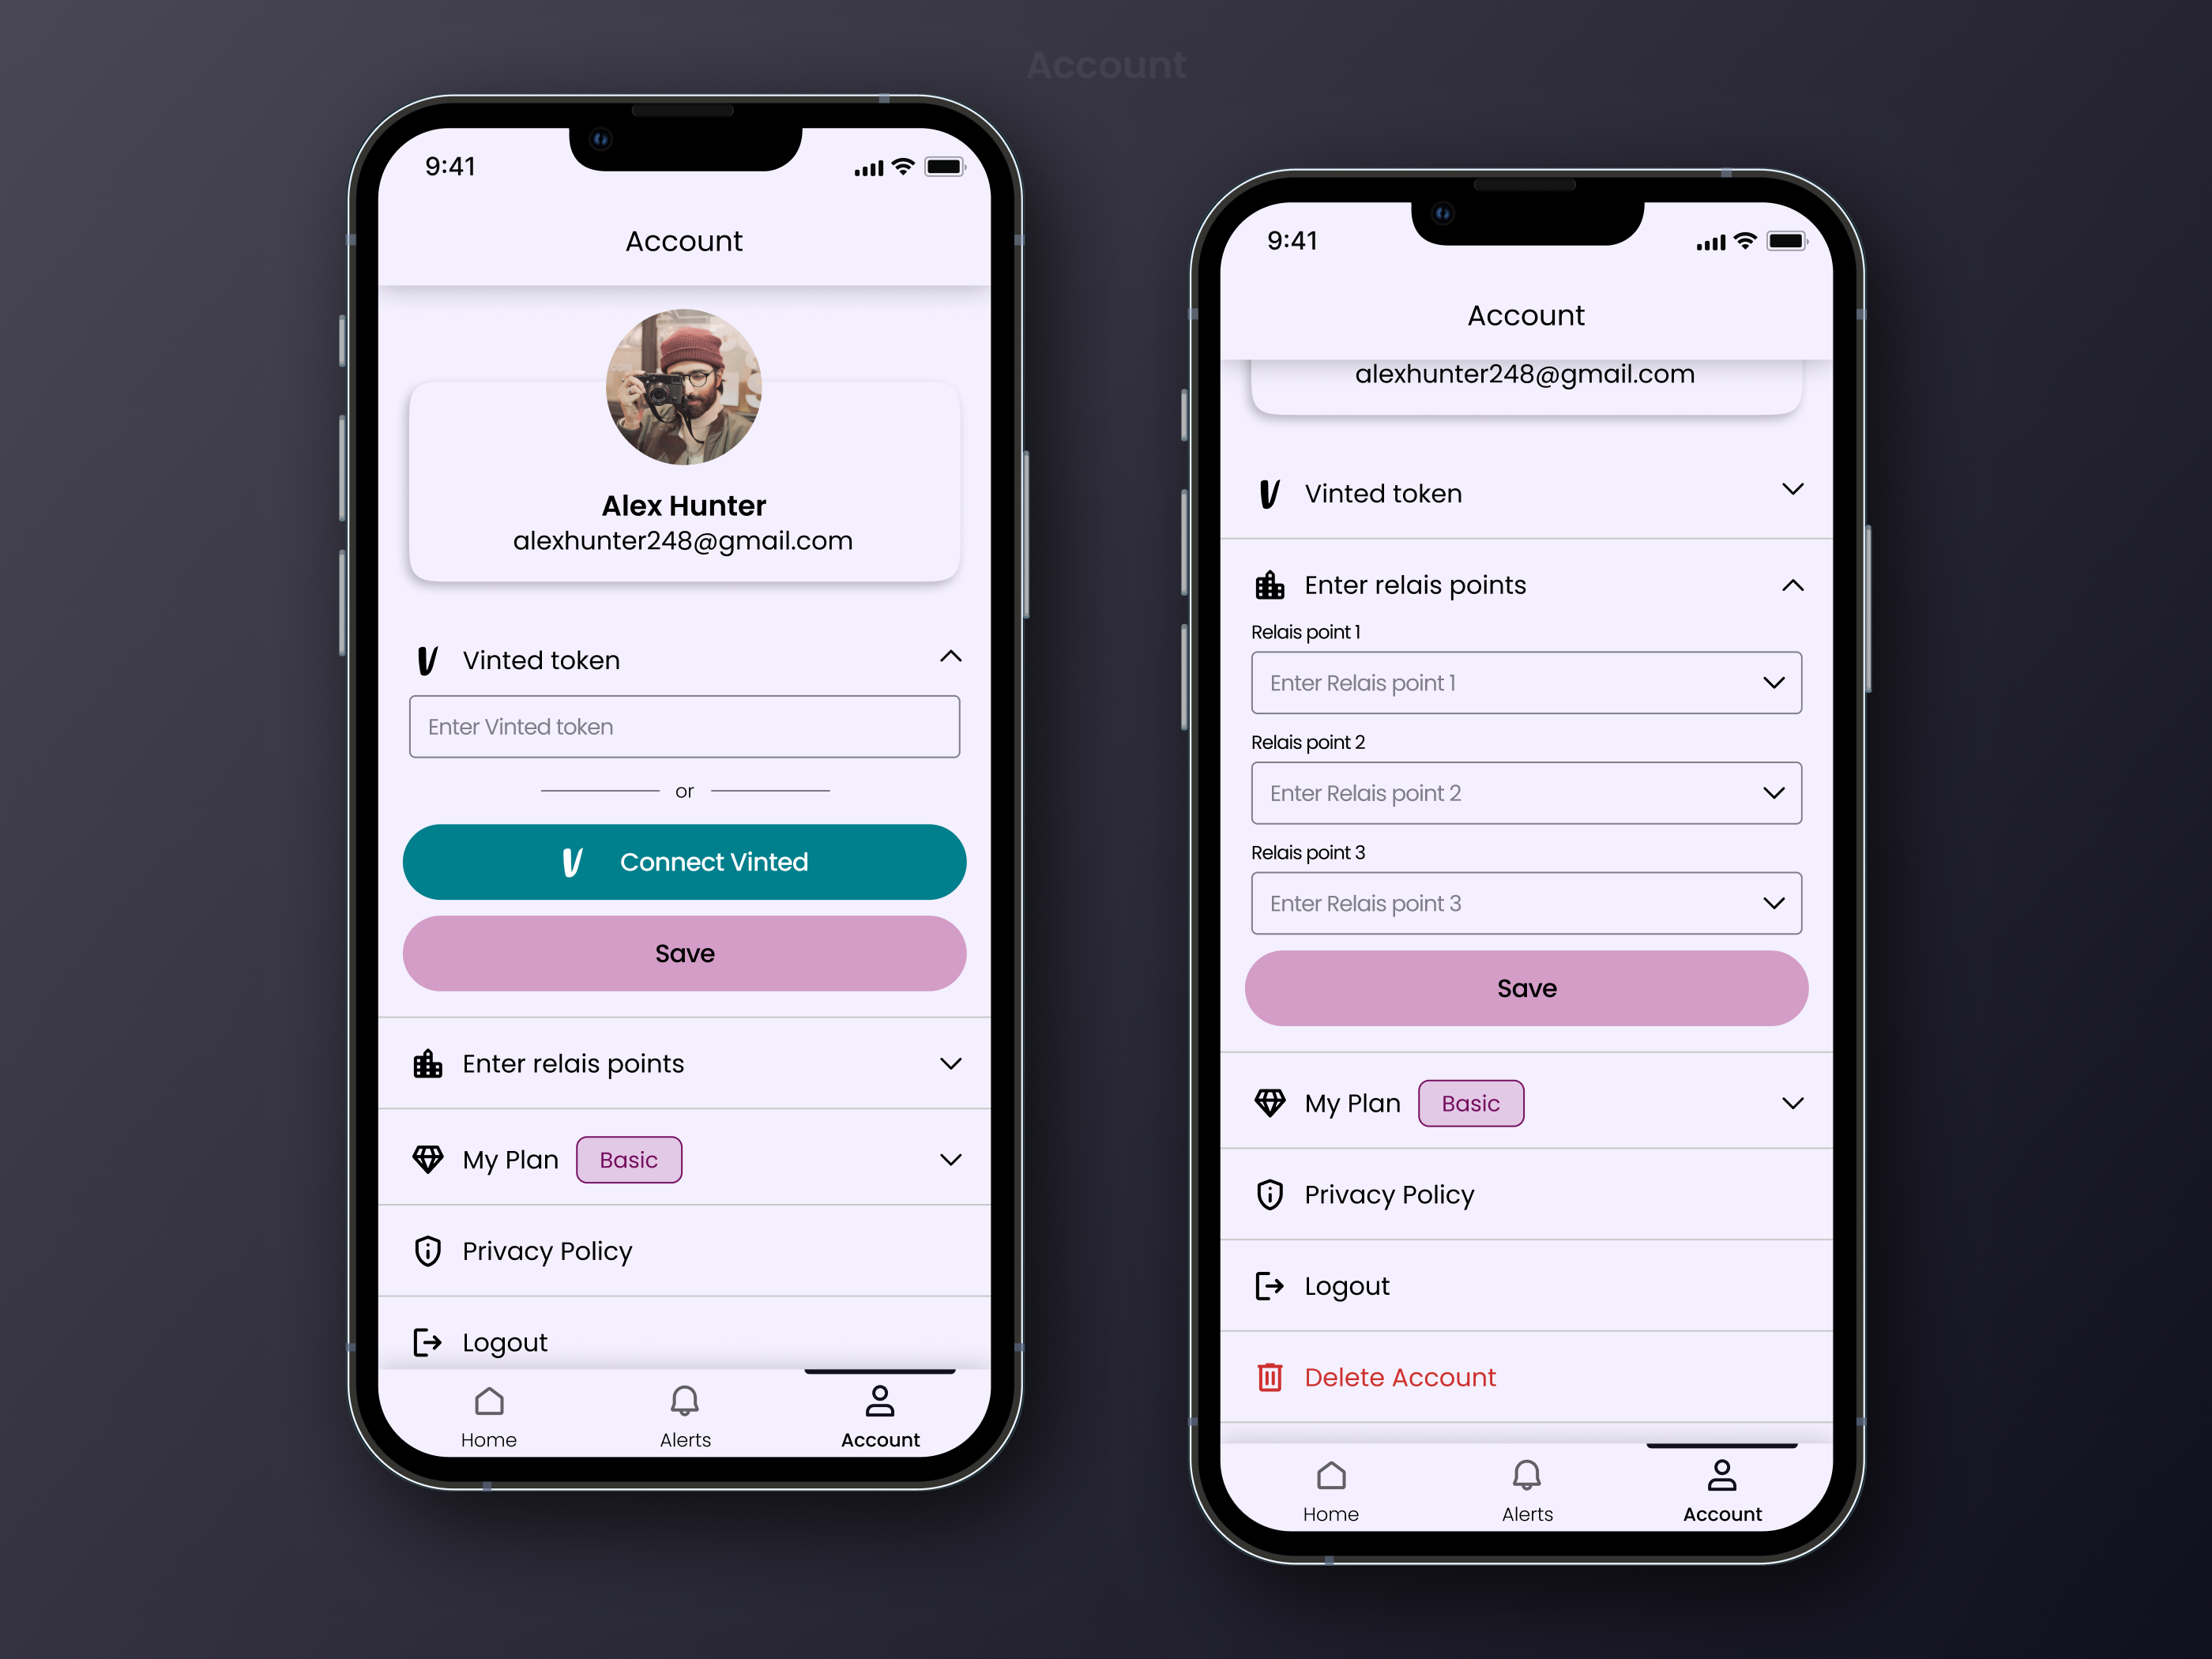 Account
9:41
Account
Alex Hunter
alexhunter248@gmail.com
Vinted token
Enter Vinted token
or
Connect Vinted
Save
Enter relais points
My Plan
Basic
Privacy Policy
Logout
Home
Alerts
Account
9:41
Account
alexhunter248@gmail.com
Vinted token
Enter relais points
Relais point 1
Enter Relais point 1
Relais point 2
Enter Relais point 2
Relais point 3
Enter Relais point 3
Save
My Plan
Basic
Privacy Policy
Logout
Delete Account
Home
Alerts
Account